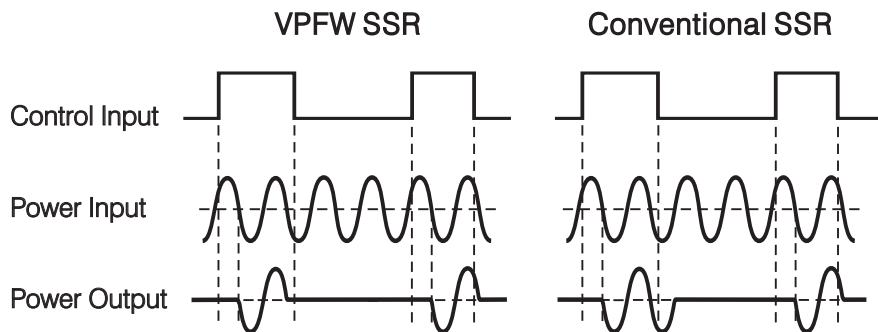 VPFW SSR
Conventional SSR
Control Input
Power Input
Power Output